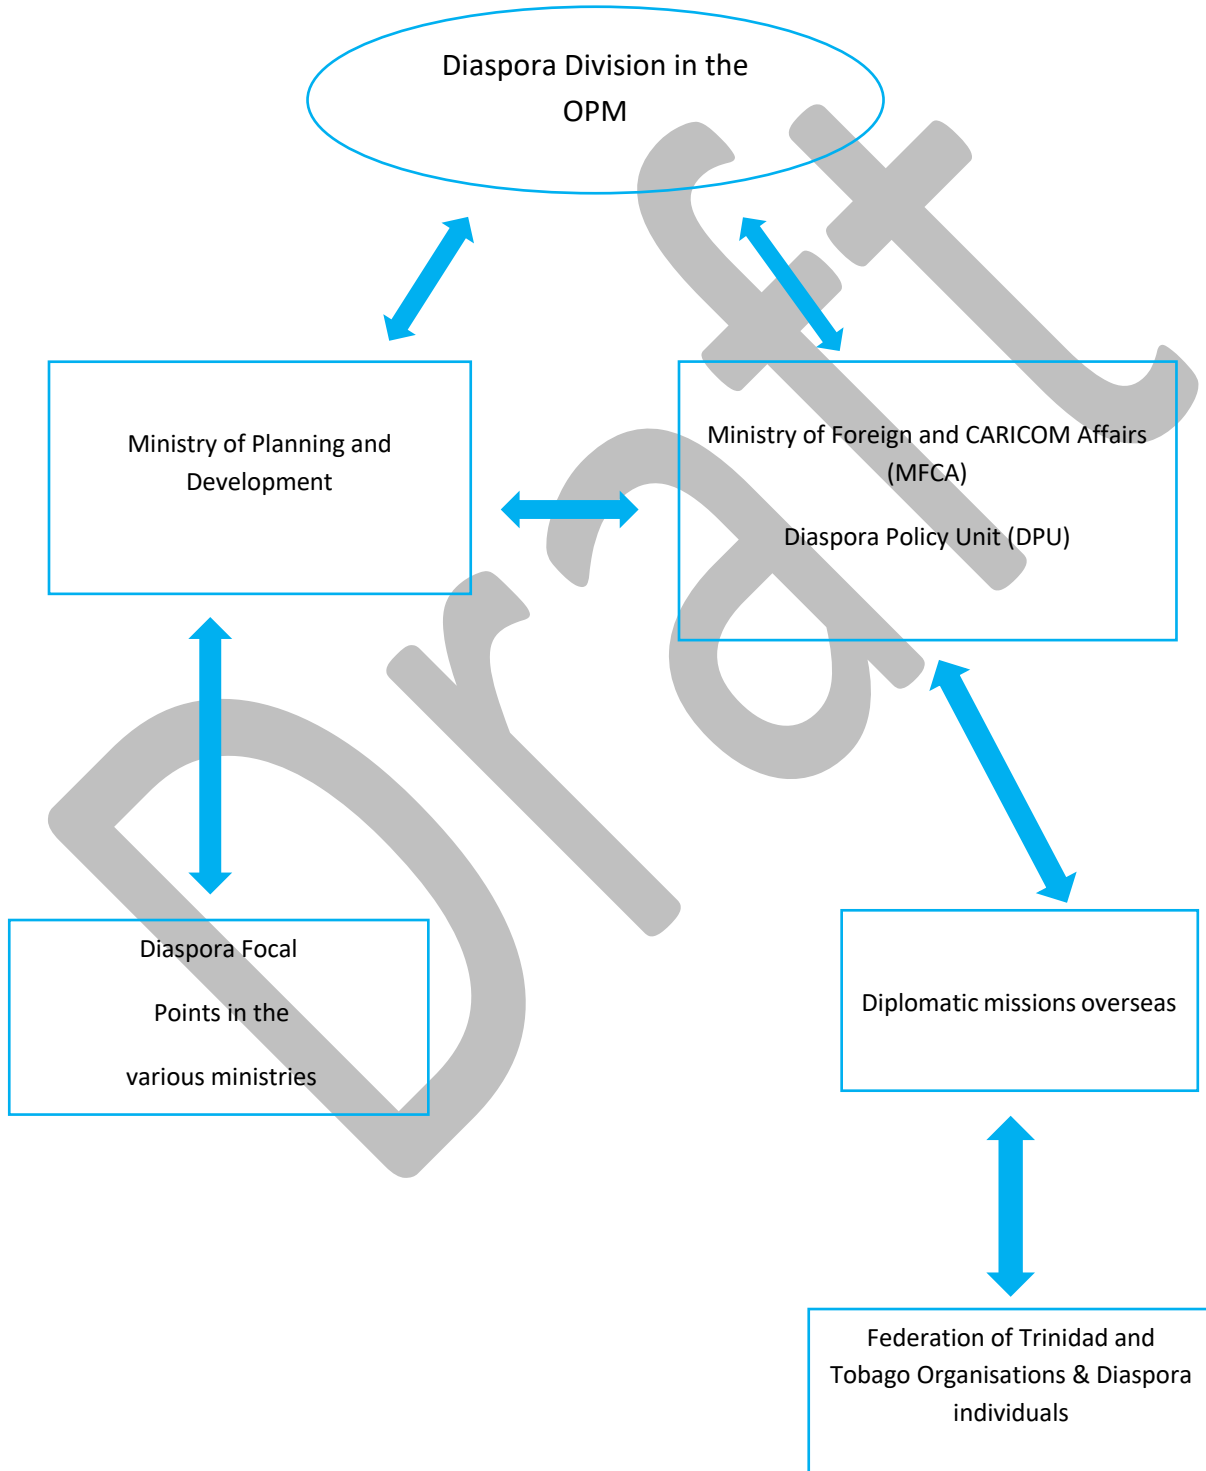 Diaspora Division in the
OPM
Ministry of Planning and
Development
Ministry of Foreign and CARICOM Affairs
(MFCA)
Diaspora Policy Unit (DPU)
Diaspora Focal
Points in the
various ministries
Diplomatic missions overseas
Federation of Trinidad and
Tobago Organisations & Diaspora
individuals
Draft